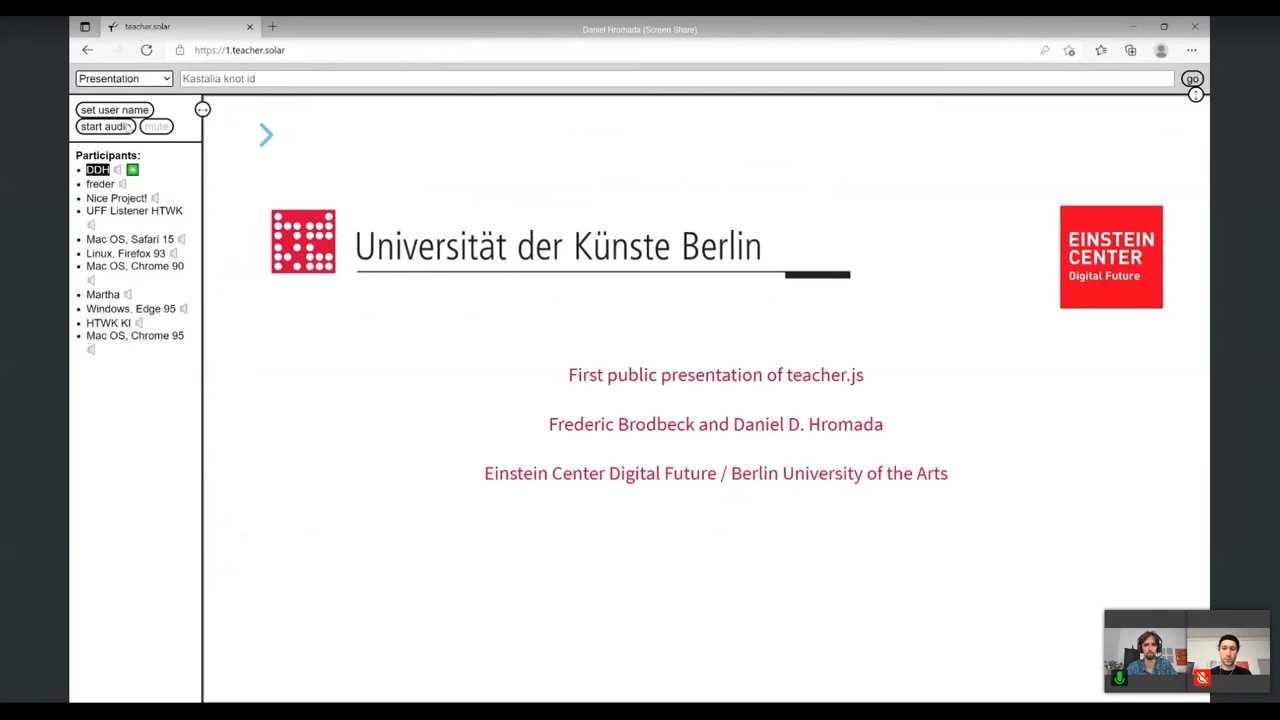 teacher.solar
Daniel Hromada (Screen Share)
https://1.teacher.solar
Presentation
Kastalia knot id
go
set user name
start audio
mute
Participants:
DDH
freder
Nice Project!
UFF Listener HTWK
Mac OS, Safari 15
Linux, Firefox 93
Mac OS, Chrome 90
Martha
Windows, Edge 95
HTWK KI
Mac OS, Chrome 95
Universität der Künste Berlin
EINSTEIN
CENTER
Digital Future
First public presentation of teacher.js
Frederic Brodbeck and Daniel D. Hromada
Einstein Center Digital Future / Berlin University of the Arts